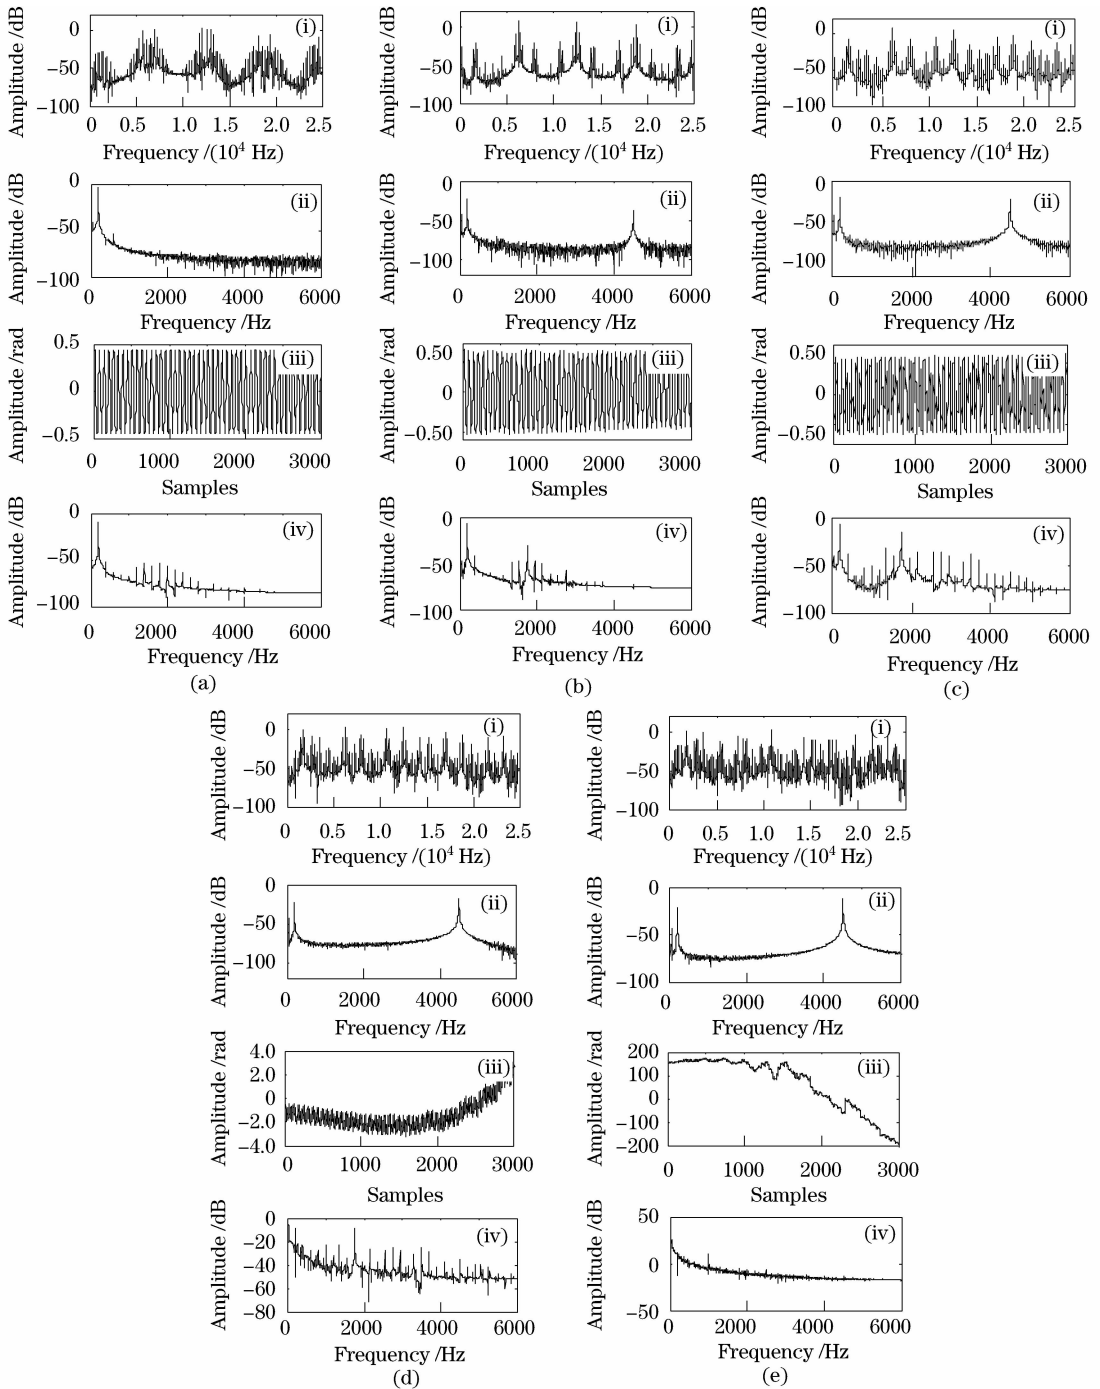 Amplitude /dB
0
−50
−100
(i)
0 0.5 1.0 1.5 2.0 2.5
Frequency /(10⁴ Hz)
Amplitude /dB
0
−50
−100
(ii)
0 2000 4000 6000
Frequency /Hz
Amplitude /rad
0.5
0
−0.5
(iii)
0 1000 2000 3000
Samples
Amplitude /dB
0
−50
−100
(iv)
0 2000 4000 6000
Frequency /Hz
(a)
Amplitude /dB
0
−50
−100
(i)
0 0.5 1.0 1.5 2.0 2.5
Frequency /(10⁴ Hz)
Amplitude /dB
0
−50
−100
(ii)
0 2000 4000 6000
Frequency /Hz
Amplitude /rad
0.50
0
−0.50
(iii)
0 1000 2000 3000
Samples
Amplitude /dB
0
−50
−100
(iv)
0 2000 4000 6000
Frequency /Hz
(b)
Amplitude /dB
0
−50
−100
(i)
0 0.5 1.0 1.5 2.0 2.5
Frequency /(10⁴ Hz)
Amplitude /dB
0
−50
−100
(ii)
0 2000 4000 6000
Frequency /Hz
Amplitude /rad
0.50
0
−0.50
(iii)
0 1000 2000 3000
Samples
Amplitude /dB
0
−50
−100
(iv)
0 2000 4000 6000
Frequency /Hz
(c)
Amplitude /dB
0
−50
−100
(i)
0 0.5 1.0 1.5 2.0 2.5
Frequency /(10⁴ Hz)
Amplitude /dB
0
−50
−100
(ii)
0 2000 4000 6000
Frequency /Hz
Amplitude /rad
4.0
2.0
0
−2.0
−4.0
(iii)
0 1000 2000 3000
Samples
Amplitude /dB
0
−20
−40
−60
−80
(iv)
0 2000 4000 6000
Frequency /Hz
(d)
Amplitude /dB
0
−50
−100
(i)
0 0.5 1.0 1.5 2.0 2.5
Frequency /(10⁴ Hz)
Amplitude /dB
0
−50
−100
(ii)
0 2000 4000 6000
Frequency /Hz
Amplitude /rad
200
100
0
−100
−200
(iii)
0 1000 2000 3000
Samples
Amplitude /dB
50
0
−50
(iv)
0 2000 4000 6000
Frequency /Hz
(e)